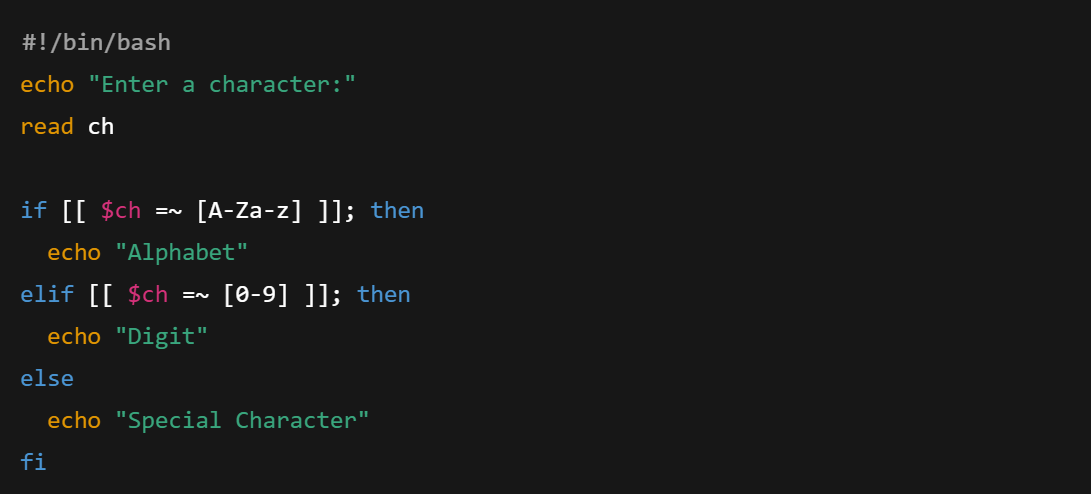 #!/bin/bash
echo "Enter a character:"
read ch

if [[ $ch =~ [A-Za-z] ]]; then
  echo "Alphabet"
elif [[ $ch =~ [0-9] ]]; then
  echo "Digit"
else
  echo "Special Character"
fi